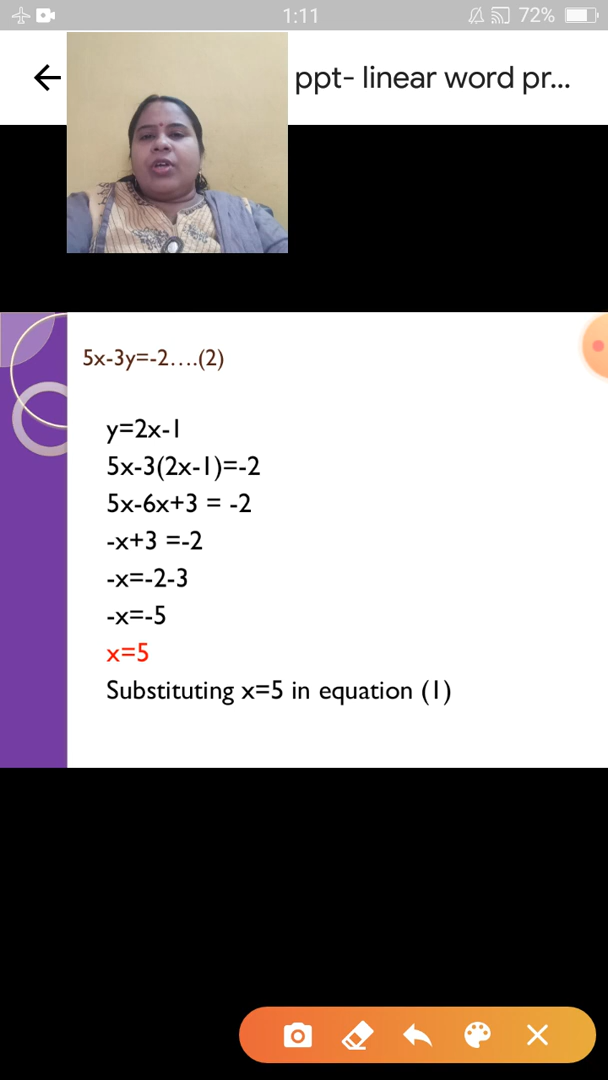 1:11
72%
ppt- linear word pr...
5x-3y=-2....(2)
y=2x-1
5x-3(2x-1)=-2
5x-6x+3 = -2
-x+3 =-2
-x=-2-3
-x=-5
x=5
Substituting x=5 in equation (1)